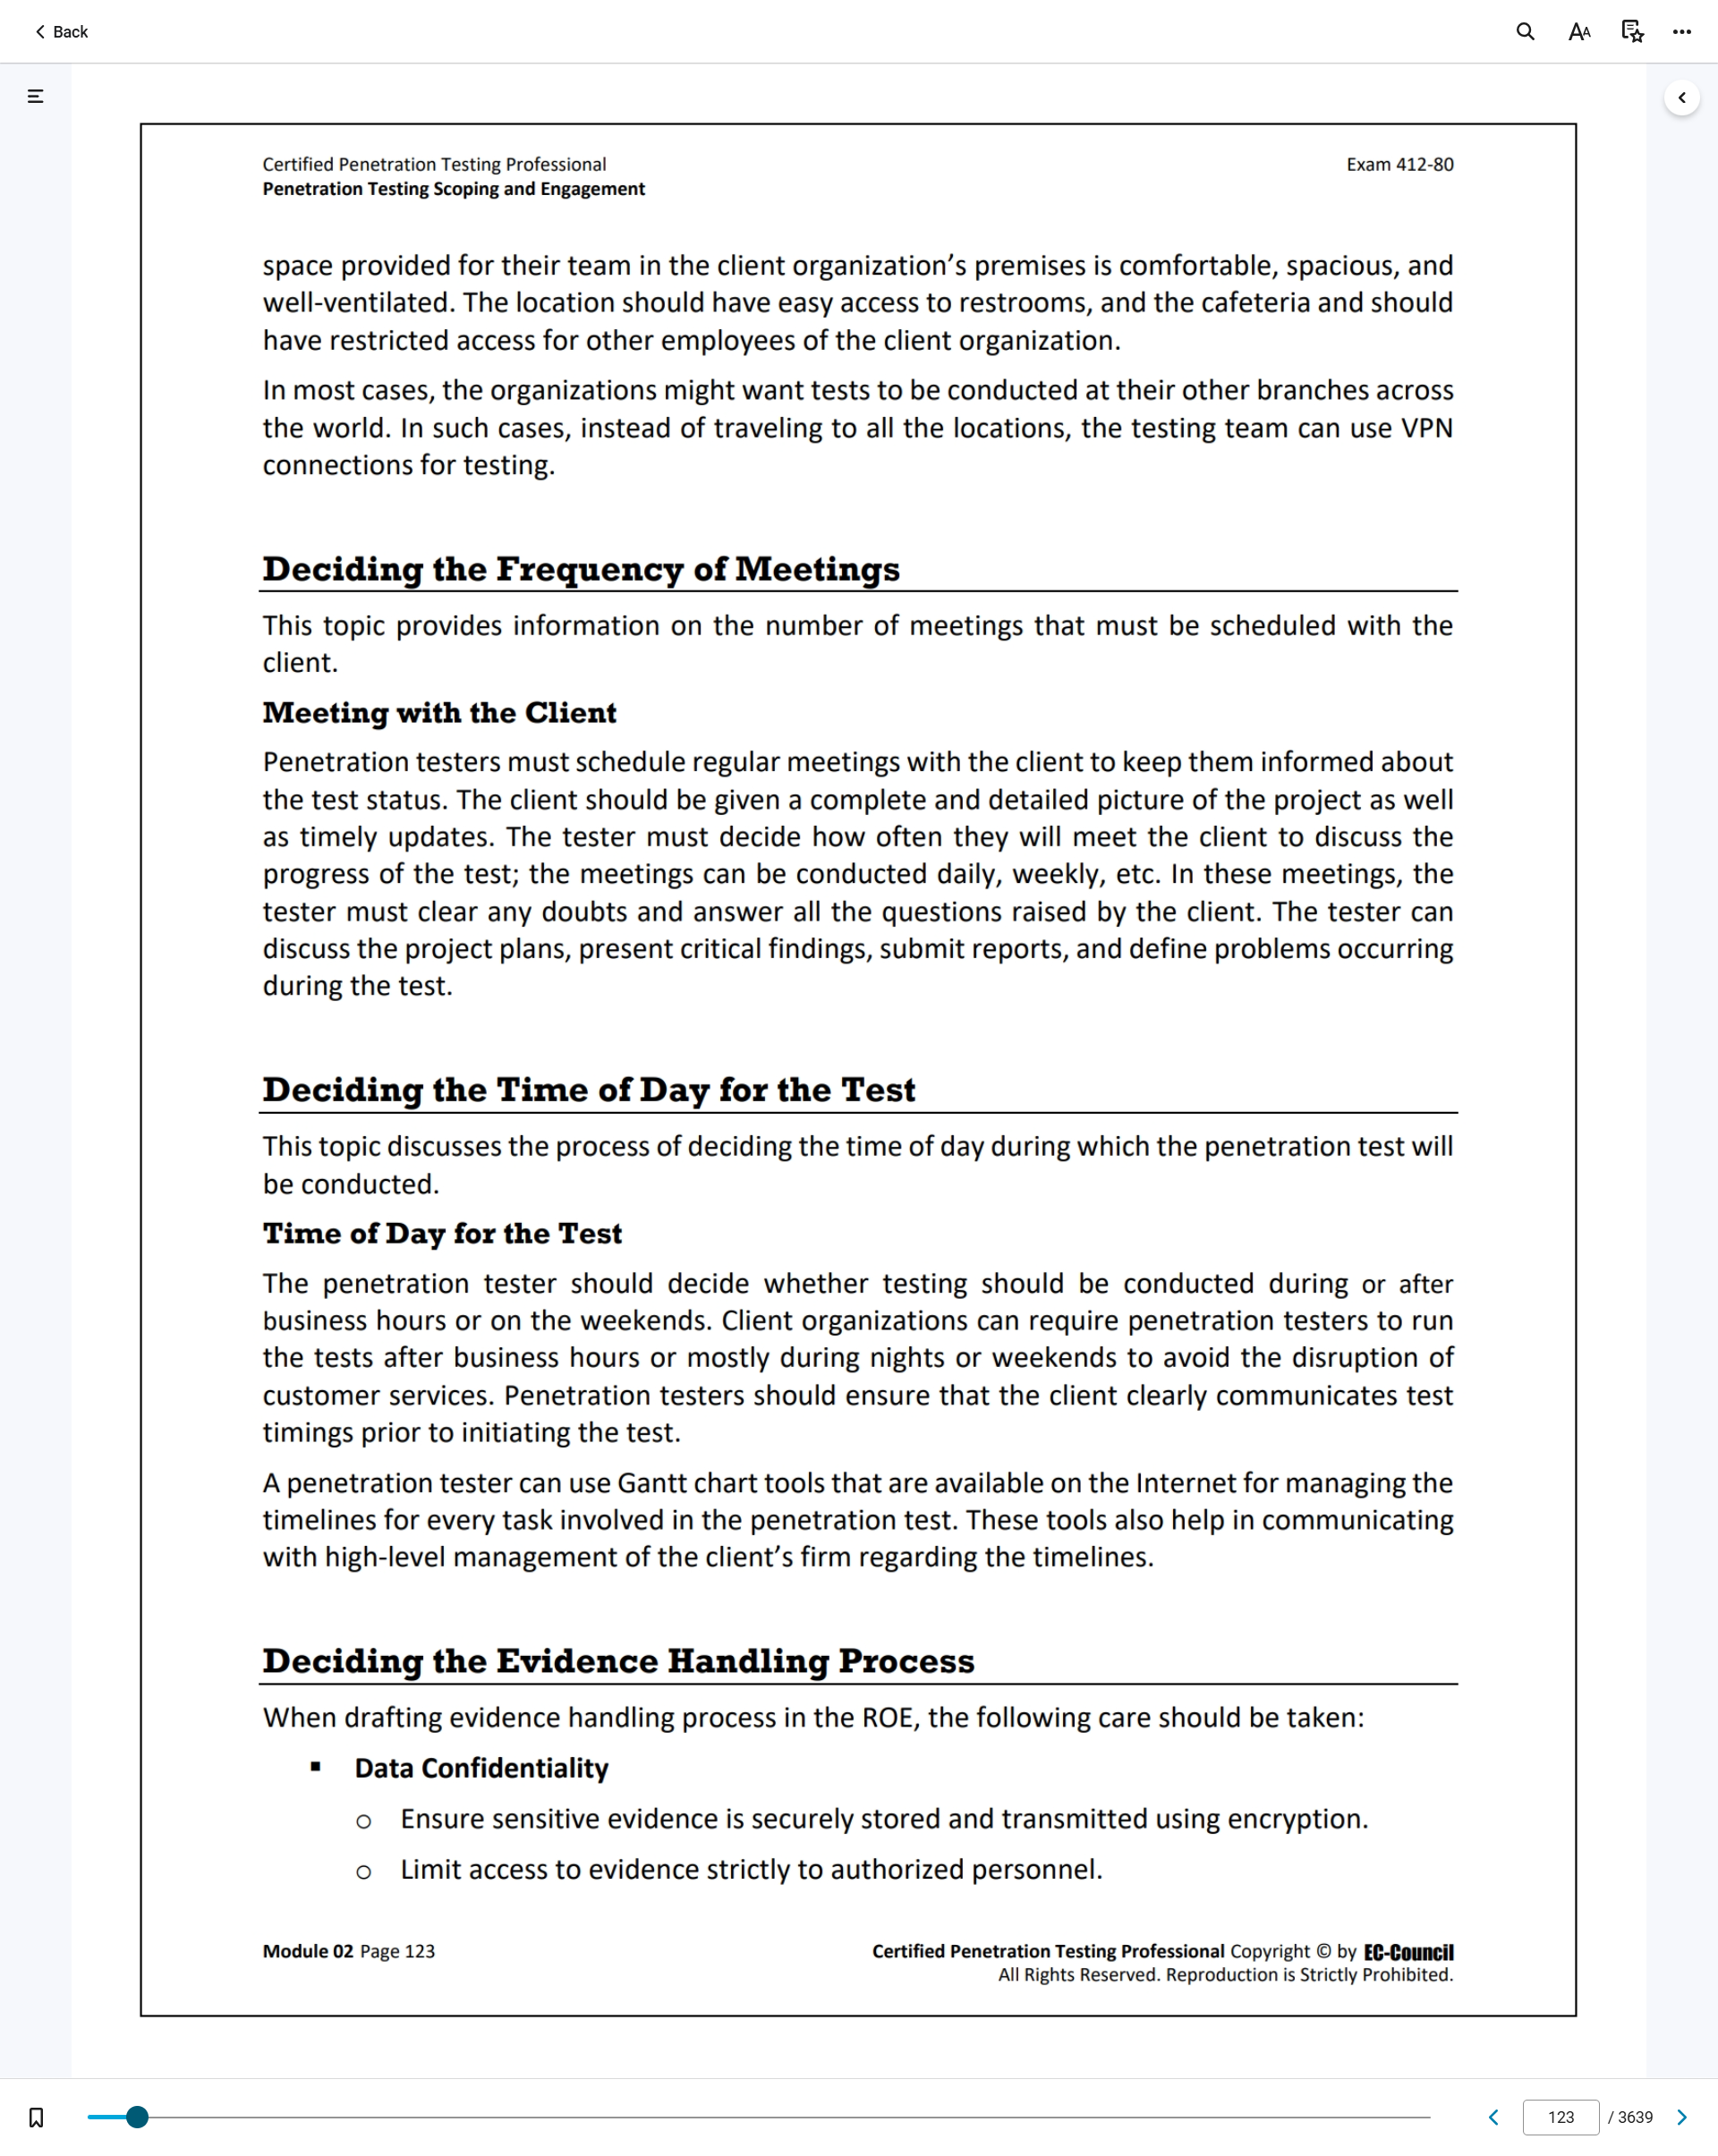 Back
Certified Penetration Testing Professional
Exam 412-80
Penetration Testing Scoping and Engagement
space provided for their team in the client organization’s premises is comfortable, spacious, and
well-ventilated. The location should have easy access to restrooms, and the cafeteria and should
have restricted access for other employees of the client organization.
In most cases, the organizations might want tests to be conducted at their other branches across
the world. In such cases, instead of traveling to all the locations, the testing team can use VPN
connections for testing.
Deciding the Frequency of Meetings
This topic provides information on the number of meetings that must be scheduled with the
client.
Meeting with the Client
Penetration testers must schedule regular meetings with the client to keep them informed about
the test status. The client should be given a complete and detailed picture of the project as well
as timely updates. The tester must decide how often they will meet the client to discuss the
progress of the test; the meetings can be conducted daily, weekly, etc. In these meetings, the
tester must clear any doubts and answer all the questions raised by the client. The tester can
discuss the project plans, present critical findings, submit reports, and define problems occurring
during the test.
Deciding the Time of Day for the Test
This topic discusses the process of deciding the time of day during which the penetration test will
be conducted.
Time of Day for the Test
The penetration tester should decide whether testing should be conducted during or after
business hours or on the weekends. Client organizations can require penetration testers to run
the tests after business hours or mostly during nights or weekends to avoid the disruption of
customer services. Penetration testers should ensure that the client clearly communicates test
timings prior to initiating the test.
A penetration tester can use Gantt chart tools that are available on the Internet for managing the
timelines for every task involved in the penetration test. These tools also help in communicating
with high-level management of the client’s firm regarding the timelines.
Deciding the Evidence Handling Process
When drafting evidence handling process in the ROE, the following care should be taken:
▪ Data Confidentiality
o Ensure sensitive evidence is securely stored and transmitted using encryption.
o Limit access to evidence strictly to authorized personnel.
Module 02 Page 123
Certified Penetration Testing Professional Copyright © by EC-Council
All Rights Reserved. Reproduction is Strictly Prohibited.
123 / 3639